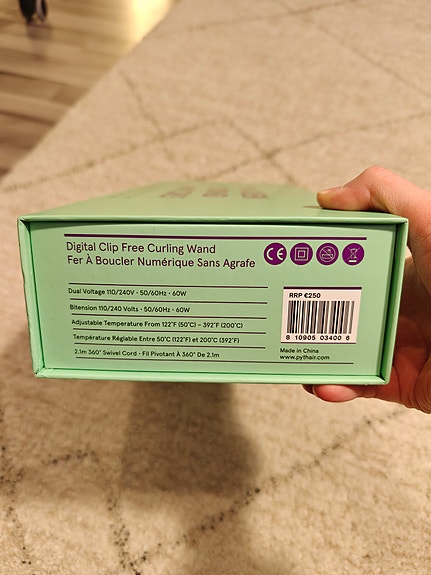 Digital Clip Free Curling Wand
Fer À Boucler Numérique Sans Agrafe
CE
Dual Voltage 110/240V • 50/60Hz • 60W
Bitension 110/240 Volts • 50/60Hz • 60W
Adjustable Temperature From 122°F (50°C) – 392°F (200°C)
Température Réglable Entre 50°C (122°F) et 200°C (392°F)
2.1m 360° Swivel Cord • Fil Pivotant À 360° De 2.1m
RRP €250
8 10905 03400 6
Made in China
www.pythair.com